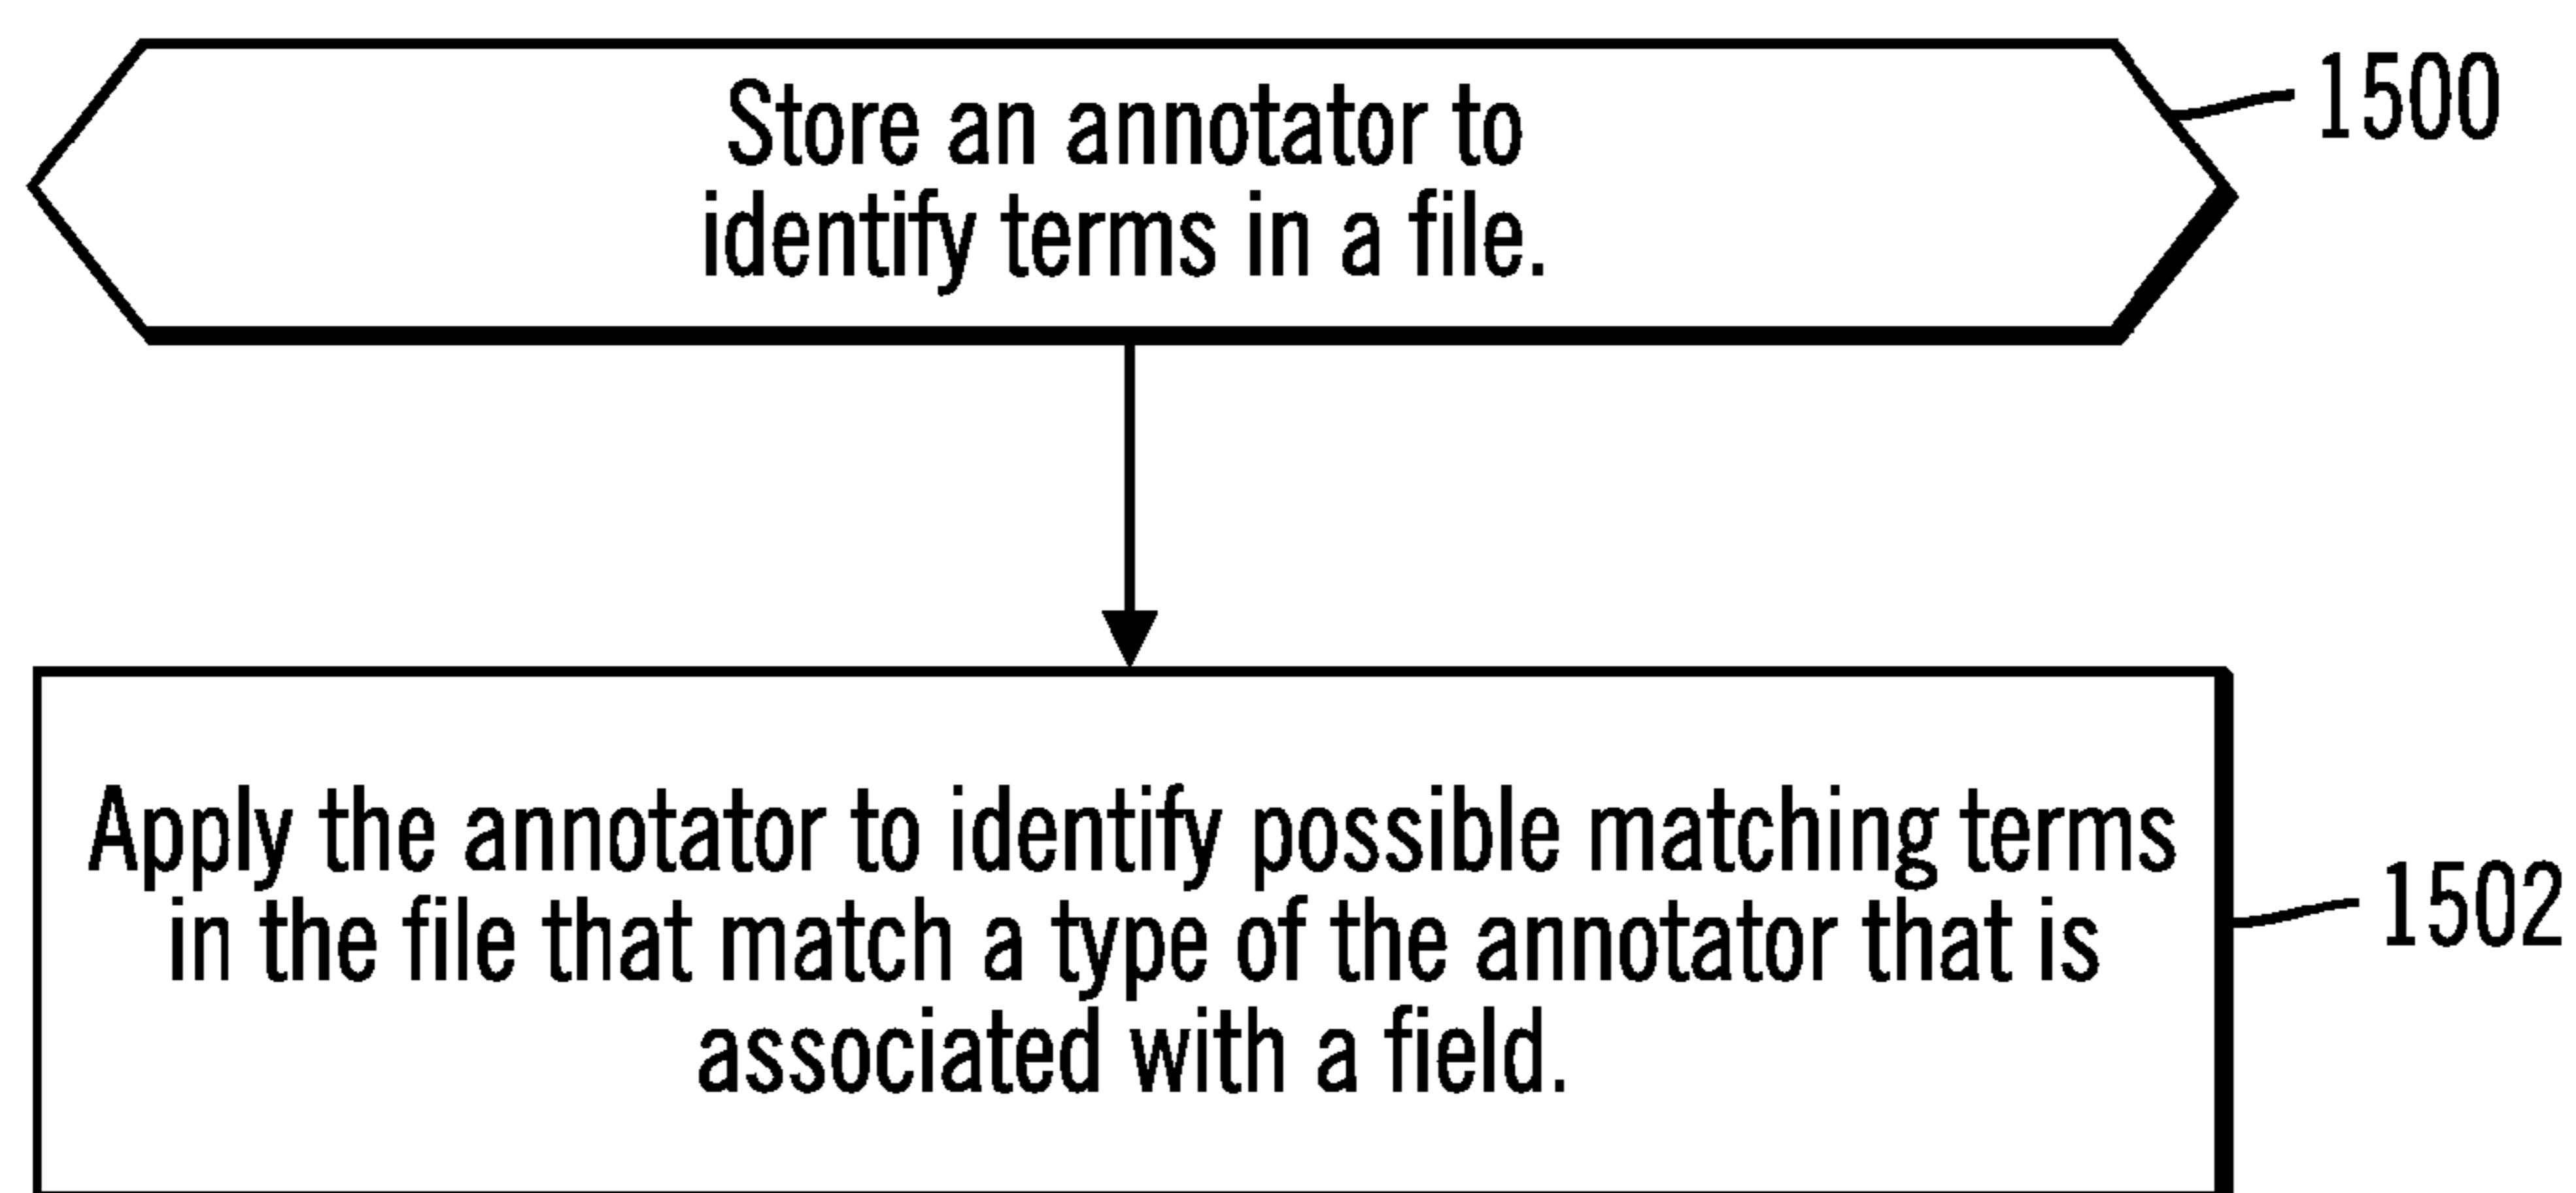 Store an annotator to
identify terms in a file.
1500
Apply the annotator to identify possible matching terms
in the file that match a type of the annotator that is
associated with a field.
1502